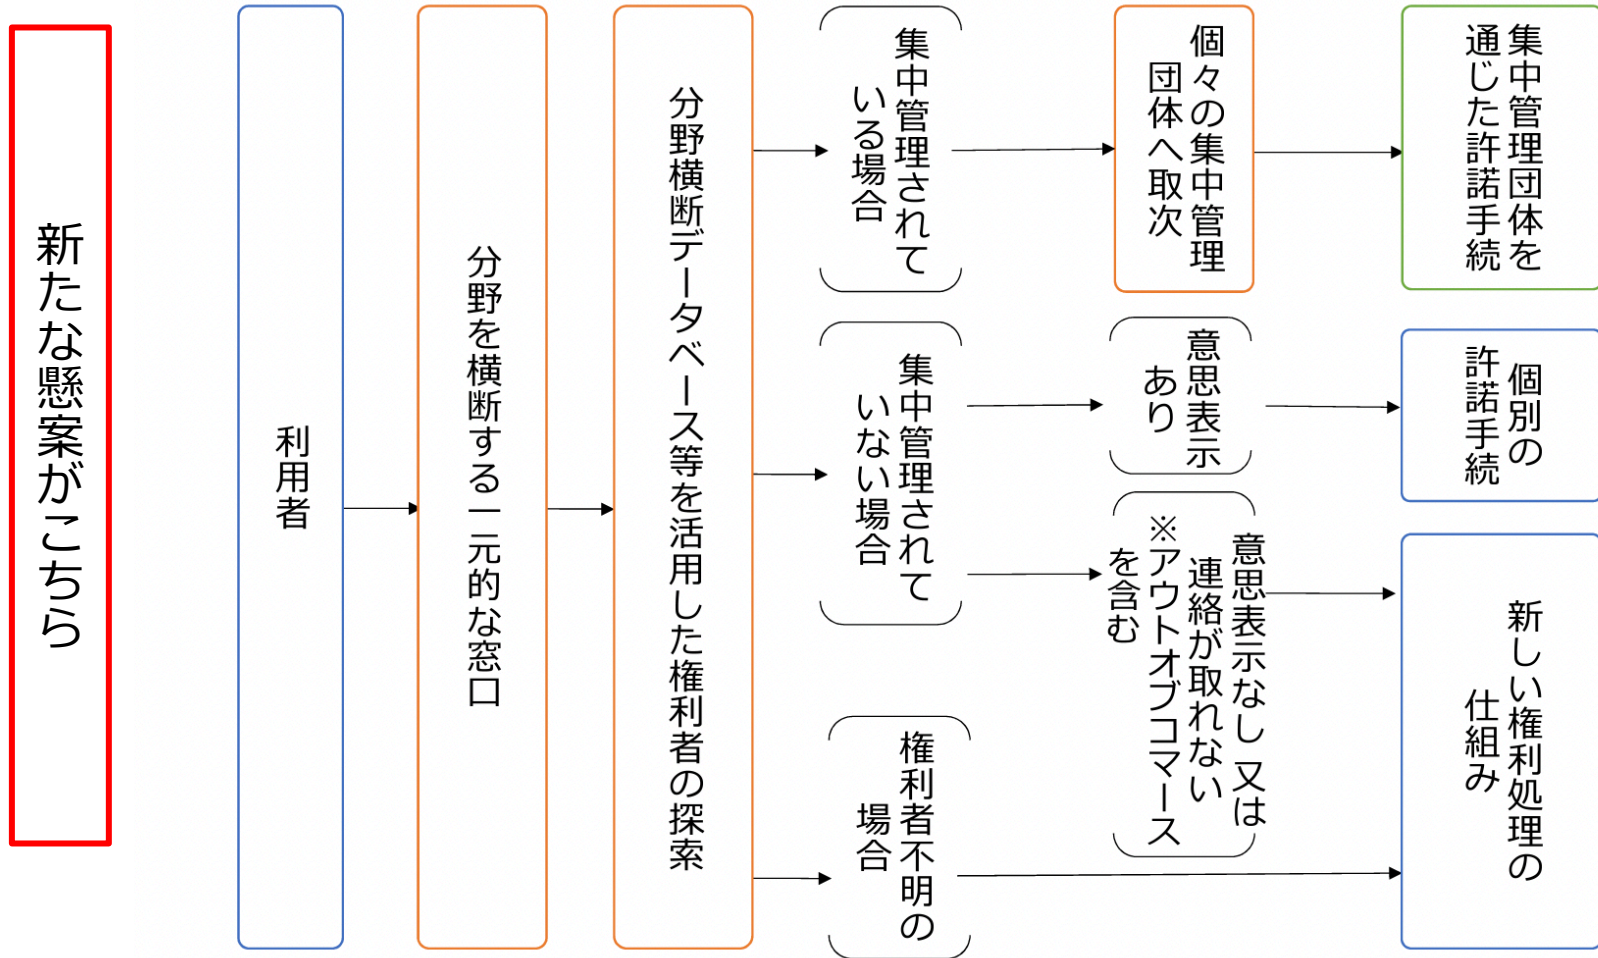 新たな懸案がこちら
利用者
分野を横断する一元的な窓口
分野横断データベース等を活用した権利者の探索
集中管理されて
いる場合
個々の集中管理
団体へ取次
集中管理団体を
通じた許諾手続
集中管理されて
いない場合
意思表示
あり
個別の
許諾手続
意思表示なし又は
連絡が取れない
※アウトオブコマース
を含む
権利者不明の
場合
新しい権利処理の
仕組み